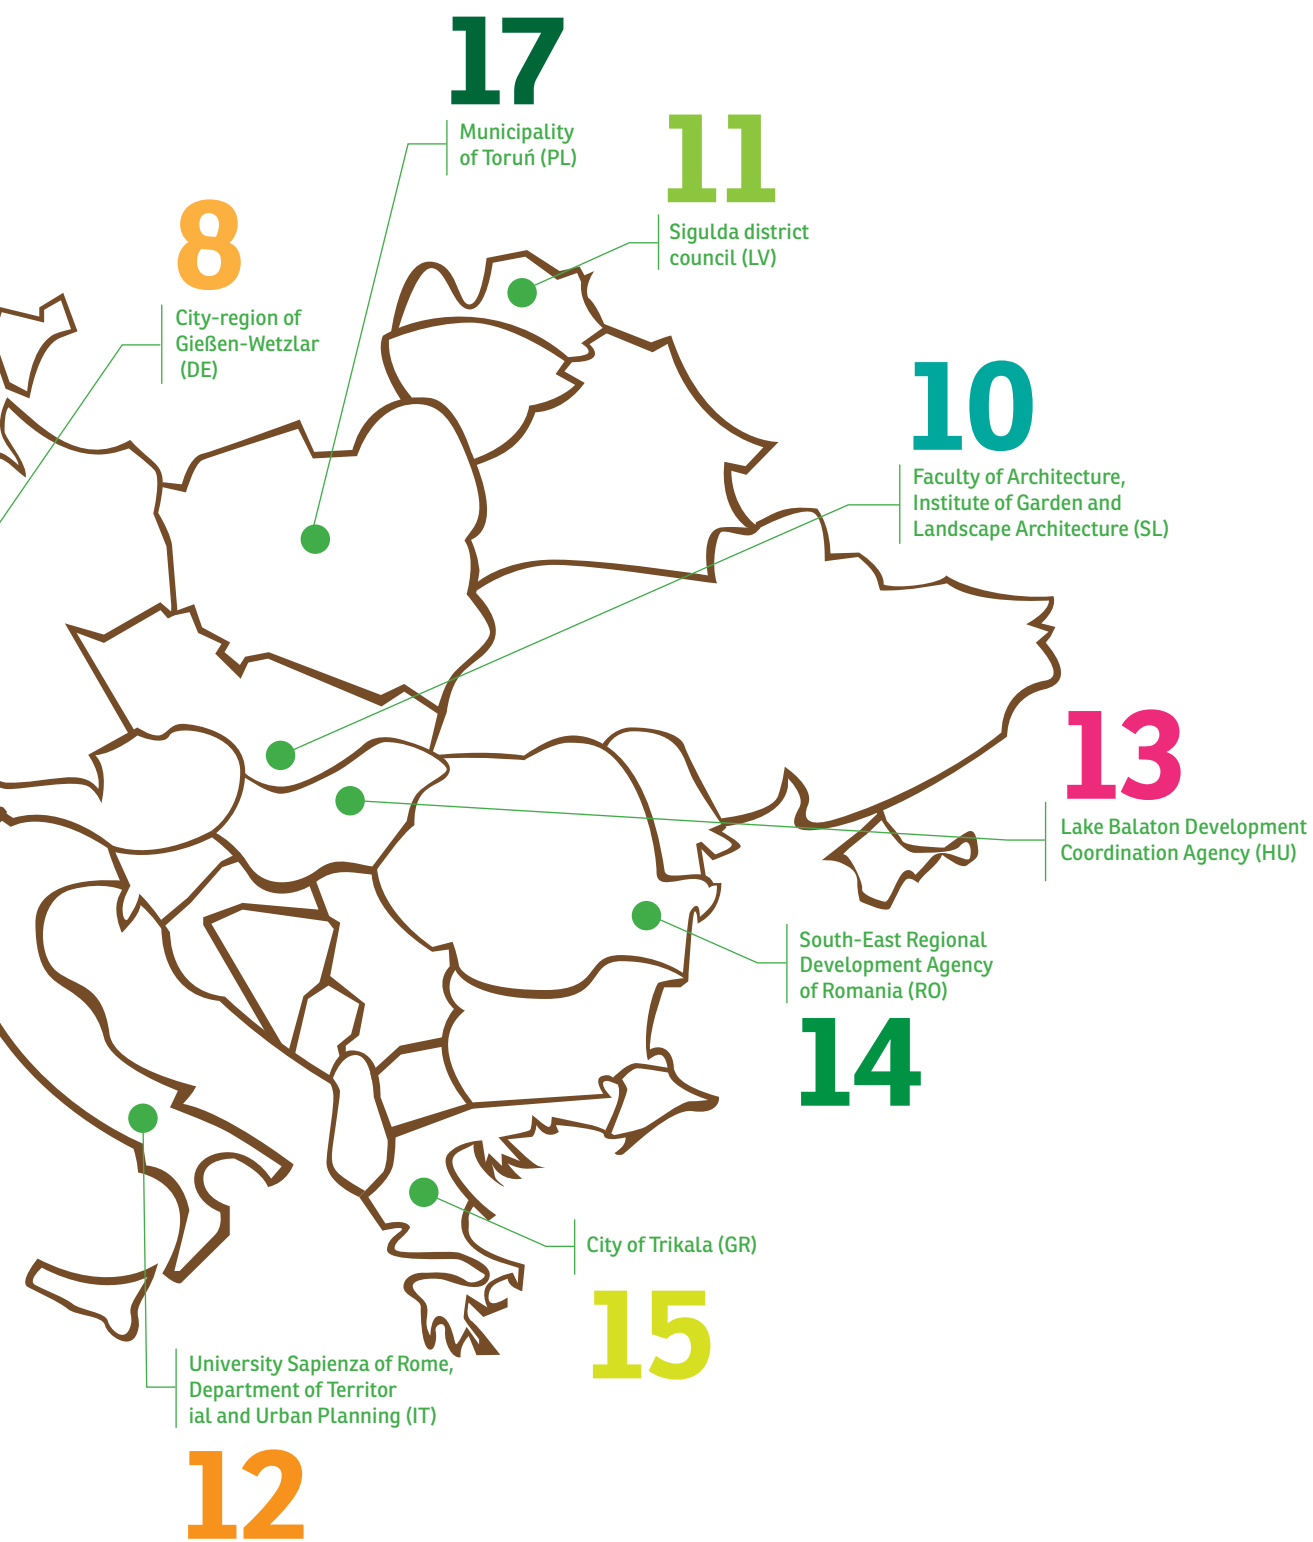 17
Municipality
of Toruń (PL)
11
Sigulda district
council (LV)
8
City-region of
Gießen-Wetzlar
(DE)
10
Faculty of Architecture,
Institute of Garden and
Landscape Architecture (SL)
13
Lake Balaton Development
Coordination Agency (HU)
South-East Regional
Development Agency
of Romania (RO)
14
City of Trikala (GR)
15
University Sapienza of Rome,
Department of Territor
ial and Urban Planning (IT)
12